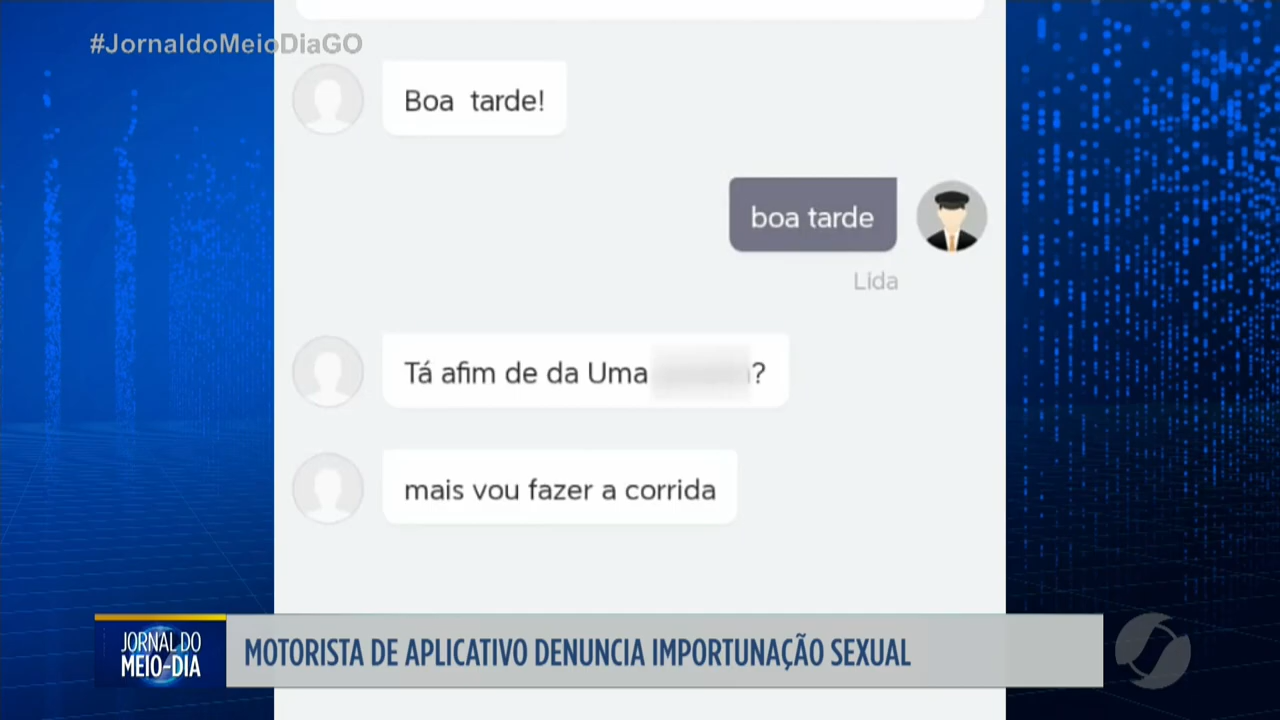 #JornaldoMeioDiaGO
Boa tarde!
boa tarde
Lida
Tá afim de da Uma ?
mais vou fazer a corrida
JORNAL DO
MEIO-DIA
MOTORISTA DE APLICATIVO DENUNCIA IMPORTUNAÇÃO SEXUAL